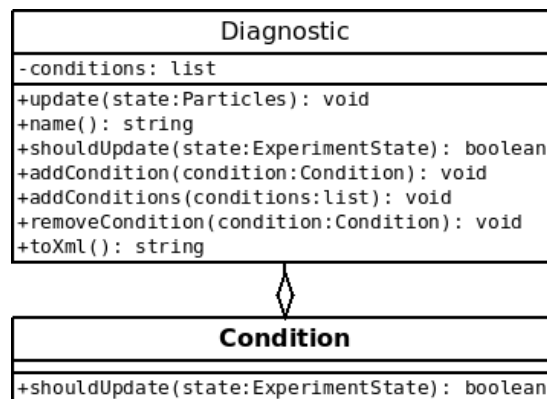 Diagnostic
-conditions: list
+update(state:Particles): void
+name(): string
+shouldUpdate(state:ExperimentState): boolean
+addCondition(condition:Condition): void
+addConditions(conditions:list): void
+removeCondition(condition:Condition): void
+toXml(): string
Condition
+shouldUpdate(state:ExperimentState): boolean